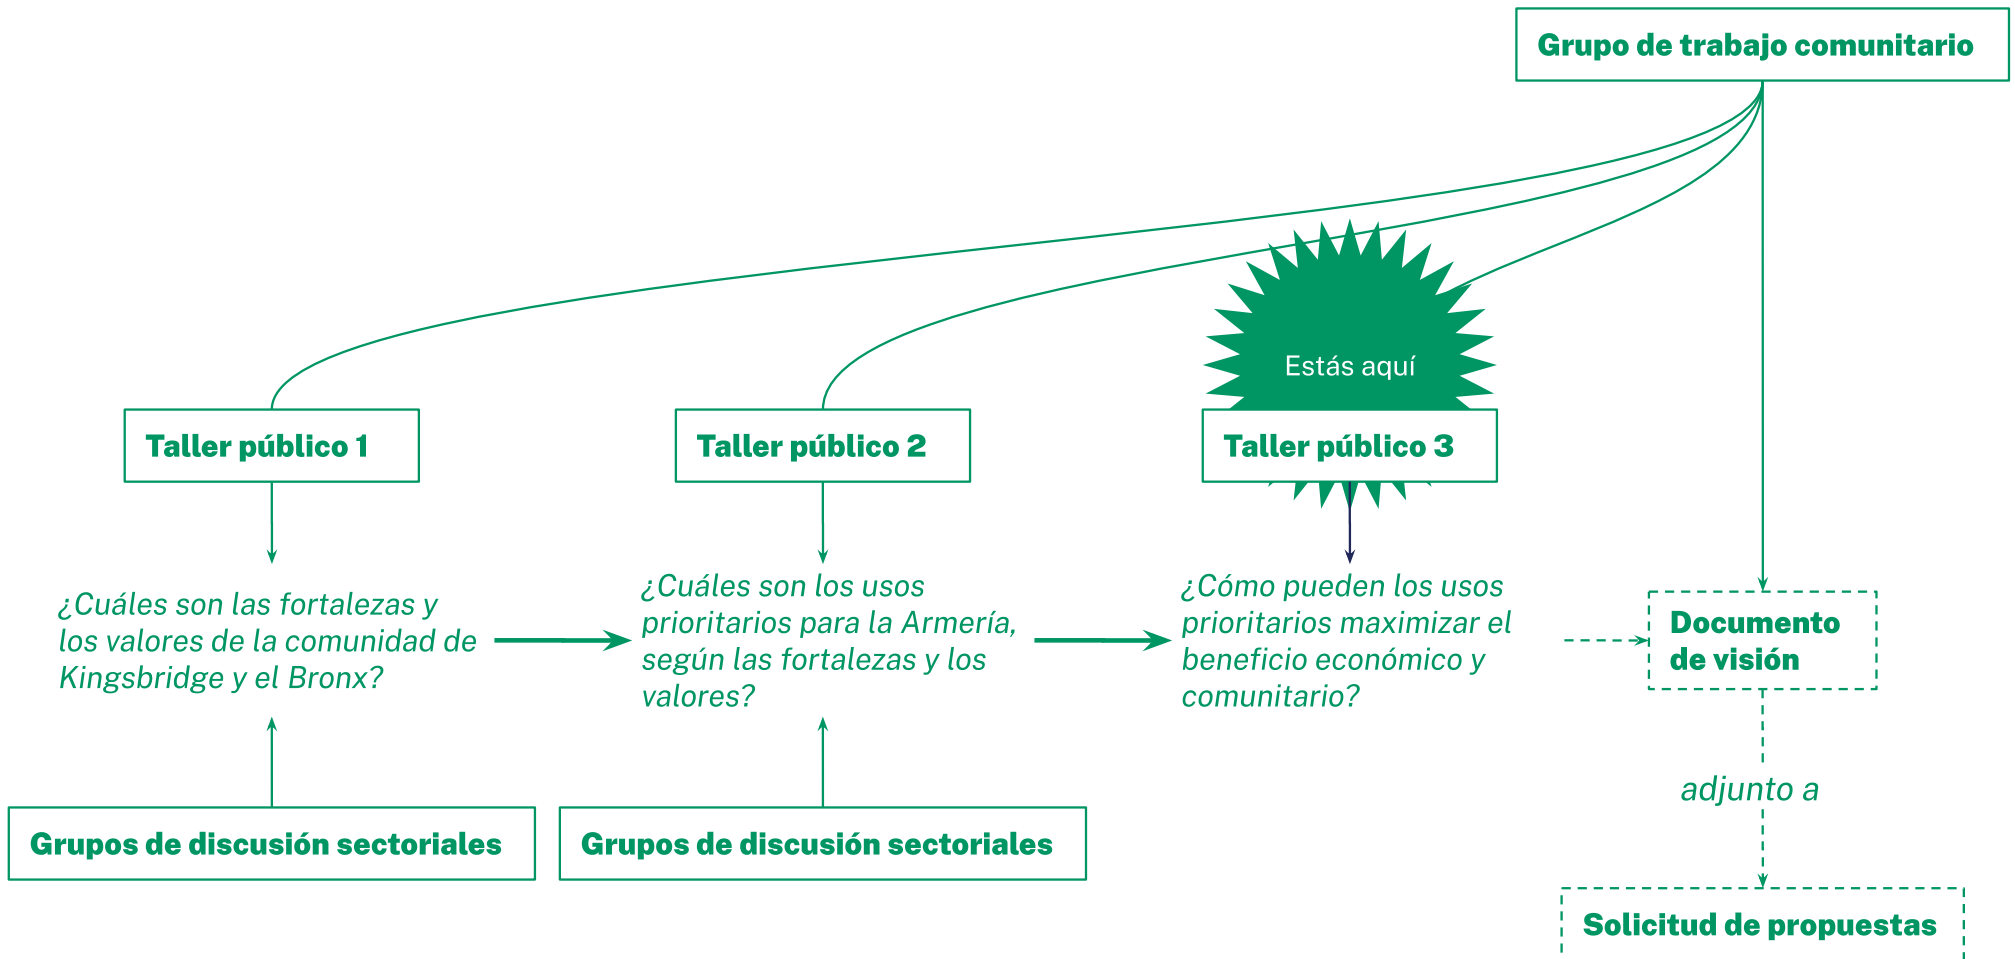 Grupo de trabajo comunitario
Estás aquí
Taller público 1
Taller público 2
Taller público 3
¿Cuáles son las fortalezas y
los valores de la comunidad de
Kingsbridge y el Bronx?
¿Cuáles son los usos
prioritarios para la Armería,
según las fortalezas y los
valores?
¿Cómo pueden los usos
prioritarios maximizar el
beneficio económico y
comunitario?
Documento
de visión
adjunto a
Grupos de discusión sectoriales
Grupos de discusión sectoriales
Solicitud de propuestas